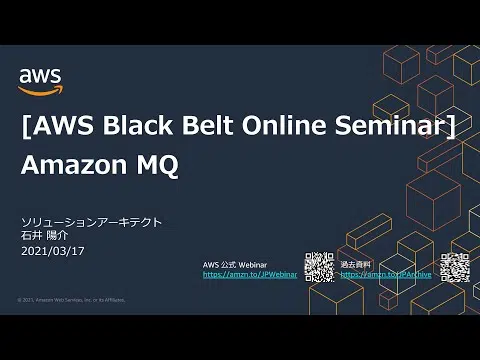 aws
[AWS Black Belt Online Seminar]
Amazon MQ
ソリューションアーキテクト
石井 陽介
2021/03/17
AWS 公式 Webinar
https://amzn.to/JPWebinar
過去資料
https://amzn.to/JPArchive
© 2021, Amazon Web Services, Inc. or its Affiliates.